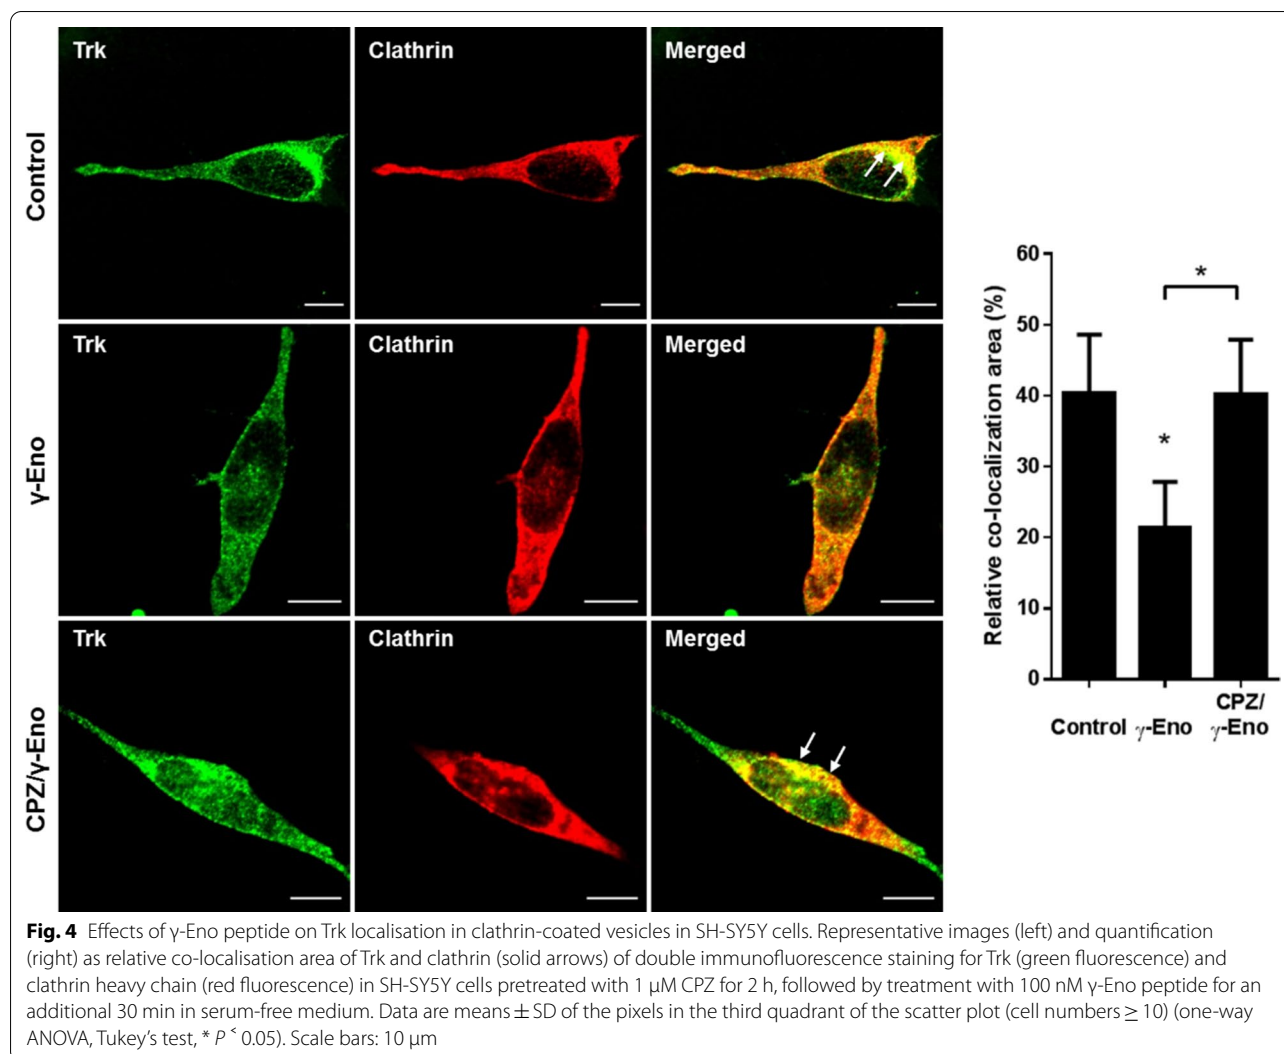 Trk
Clathrin
Merged
Control
Trk
Clathrin
Merged
γ-Eno
Trk
Clathrin
Merged
CPZ/γ-Eno
Relative co-localization area (%)
60
50
40
30
20
10
0
*
*
Control
γ-Eno
CPZ/
γ-Eno
Fig. 4 Effects of γ-Eno peptide on Trk localisation in clathrin-coated vesicles in SH-SY5Y cells. Representative images (left) and quantification
(right) as relative co-localisation area of Trk and clathrin (solid arrows) of double immunofluorescence staining for Trk (green fluorescence) and
clathrin heavy chain (red fluorescence) in SH-SY5Y cells pretreated with 1 µM CPZ for 2 h, followed by treatment with 100 nM γ-Eno peptide for an
additional 30 min in serum-free medium. Data are means ± SD of the pixels in the third quadrant of the scatter plot (cell numbers ≥ 10) (one-way
ANOVA, Tukey’s test, * P ˂ 0.05). Scale bars: 10 µm